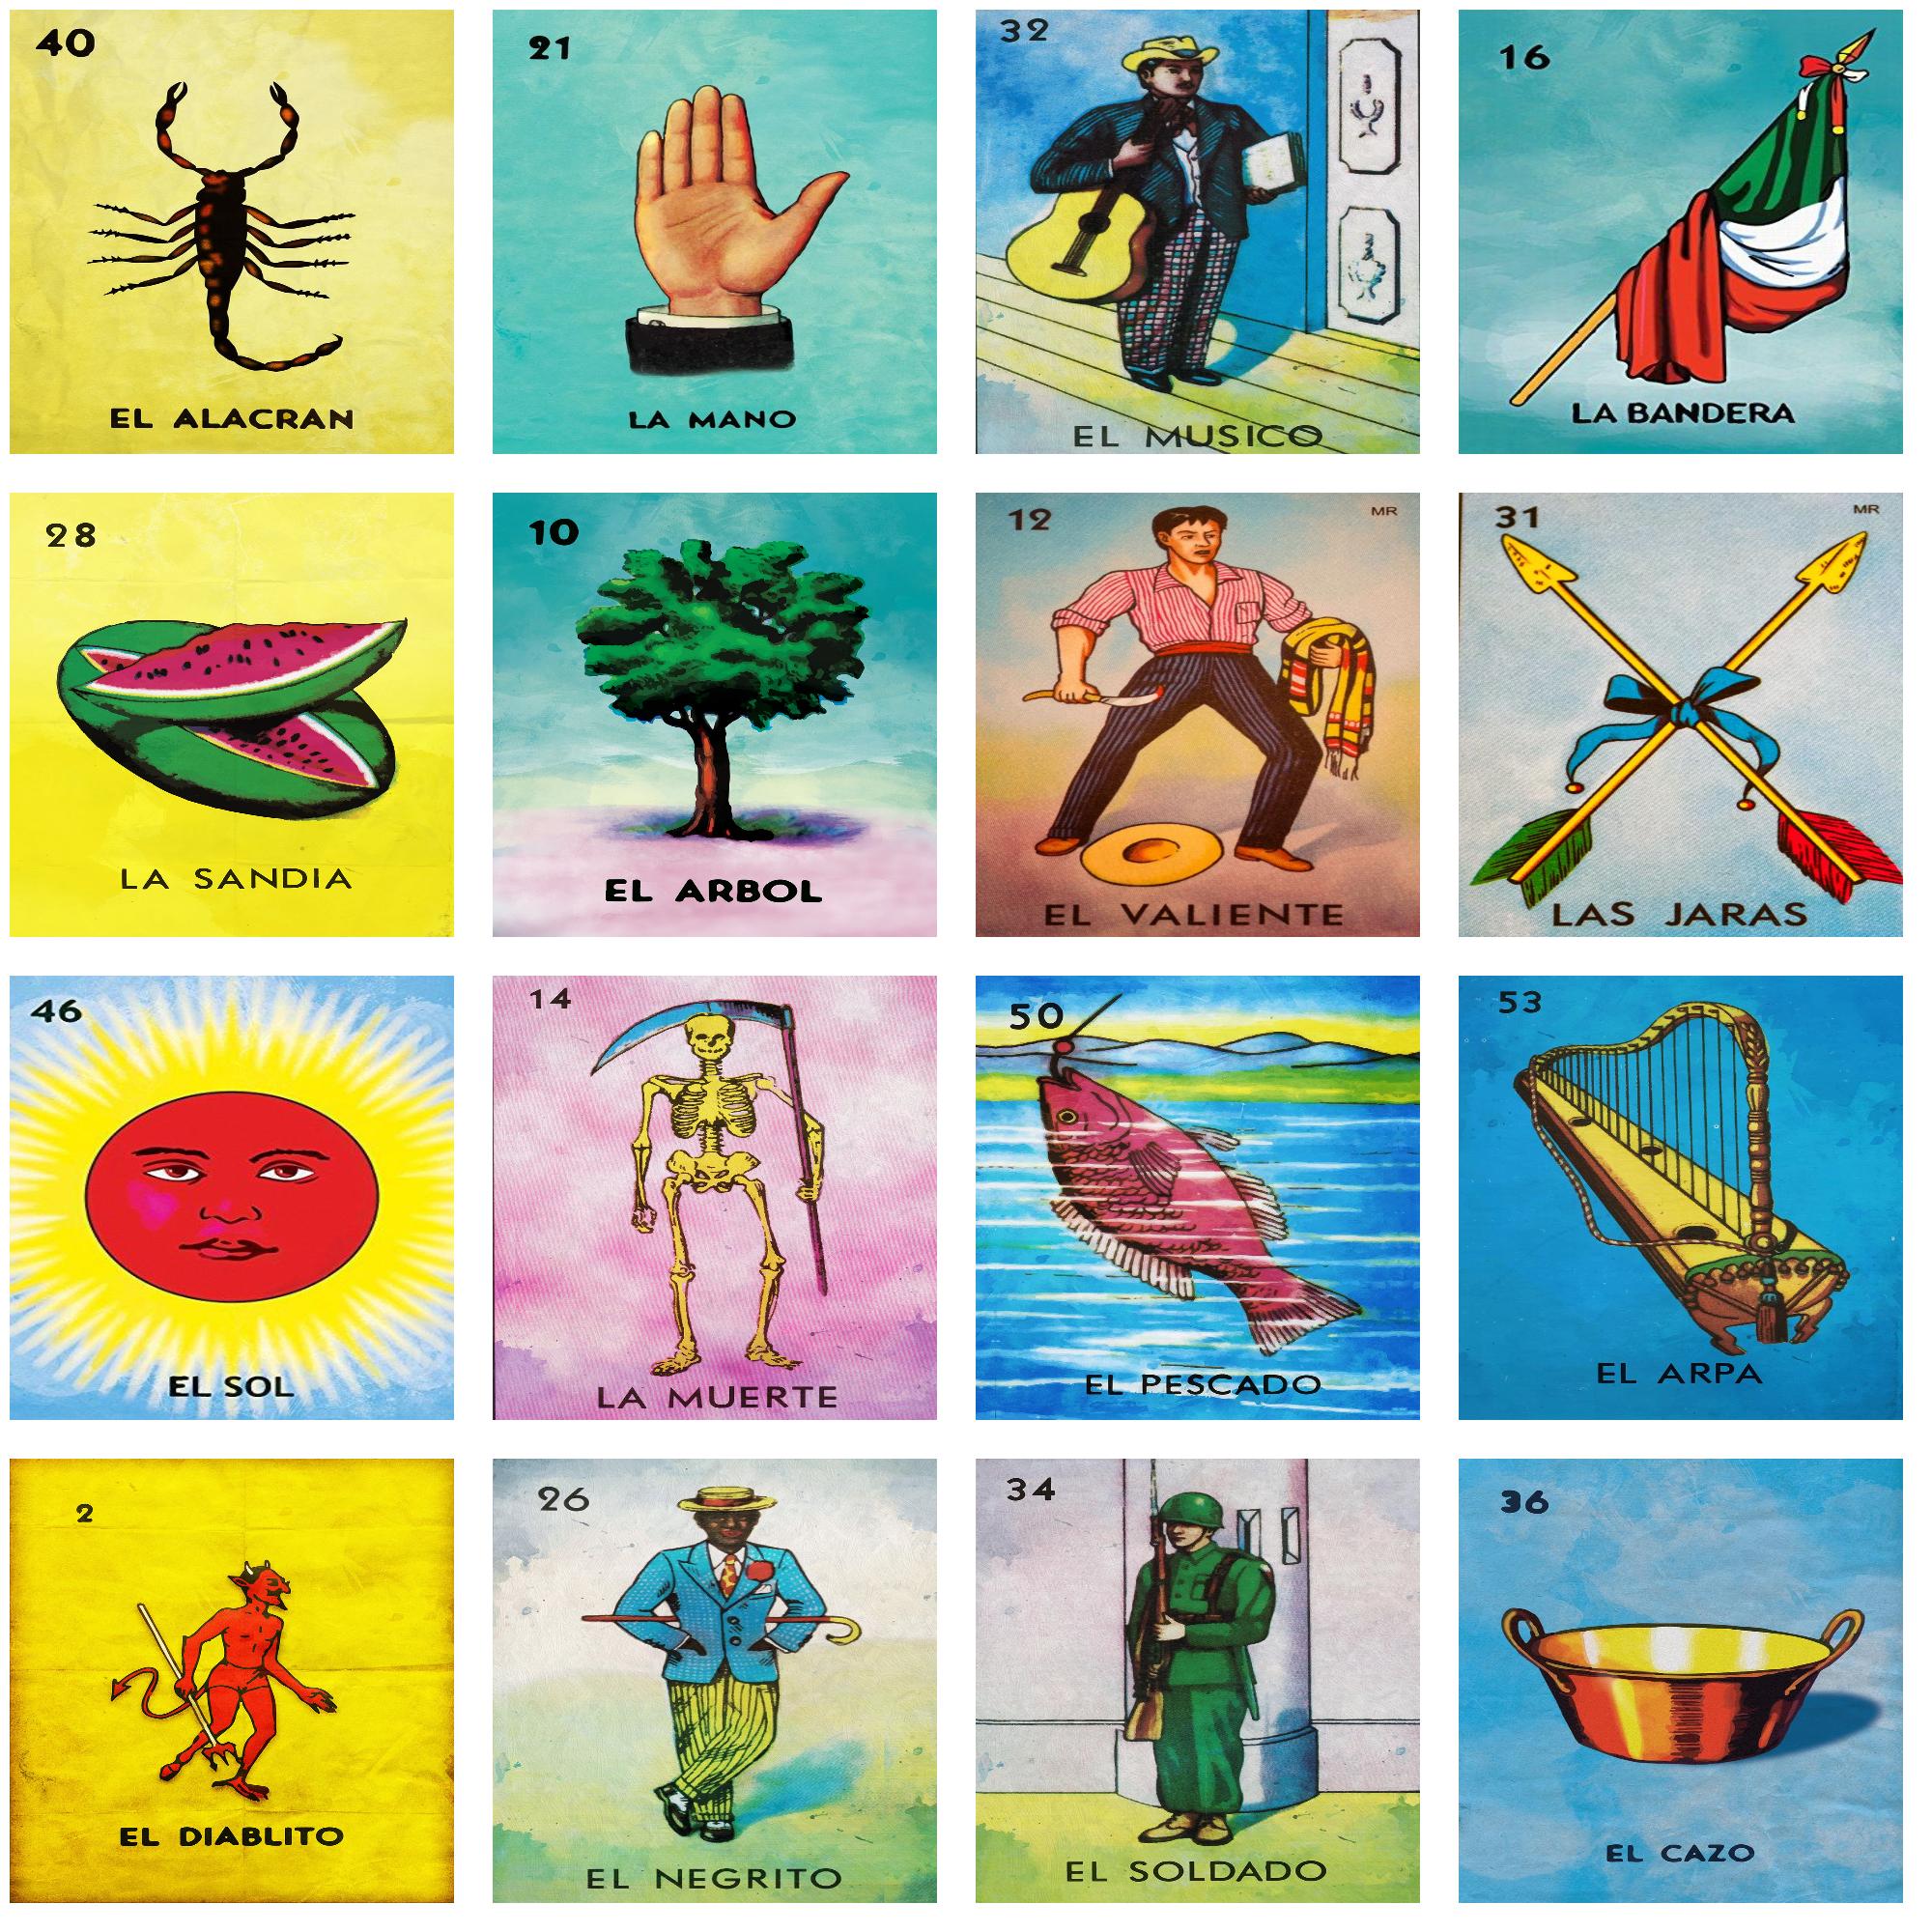 40
EL ALACRAN
21
LA MANO
32
EL MUSICO
16
LA BANDERA
28
LA SANDIA
10
EL ARBOL
12
MR
EL VALIENTE
31
MR
LAS JARAS
46
EL SOL
14
LA MUERTE
50
EL PESCADO
53
EL ARPA
2
EL DIABLITO
26
EL NEGRITO
34
EL SOLDADO
36
EL CAZO